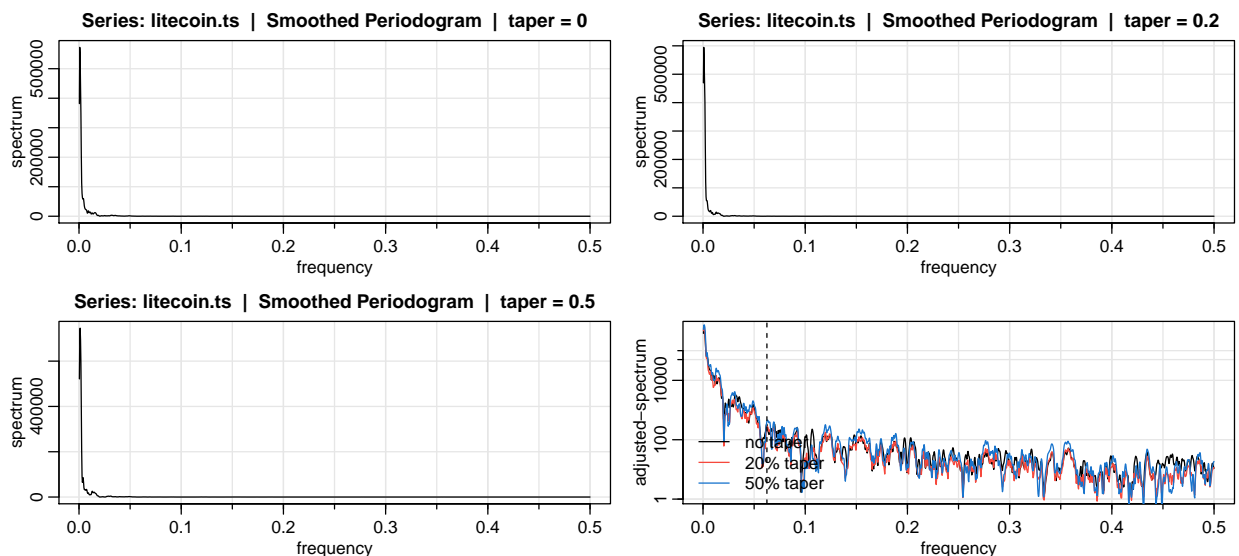 Series: litecoin.ts | Smoothed Periodogram | taper = 0
spectrum
500000
200000
0
0.0 0.1 0.2 0.3 0.4 0.5
frequency
Series: litecoin.ts | Smoothed Periodogram | taper = 0.2
spectrum
500000
200000
0
0.0 0.1 0.2 0.3 0.4 0.5
frequency
Series: litecoin.ts | Smoothed Periodogram | taper = 0.5
spectrum
400000
0
0.0 0.1 0.2 0.3 0.4 0.5
frequency
adjusted−spectrum
10000
100
1
no taper
20% taper
50% taper
0.0 0.1 0.2 0.3 0.4 0.5
frequency